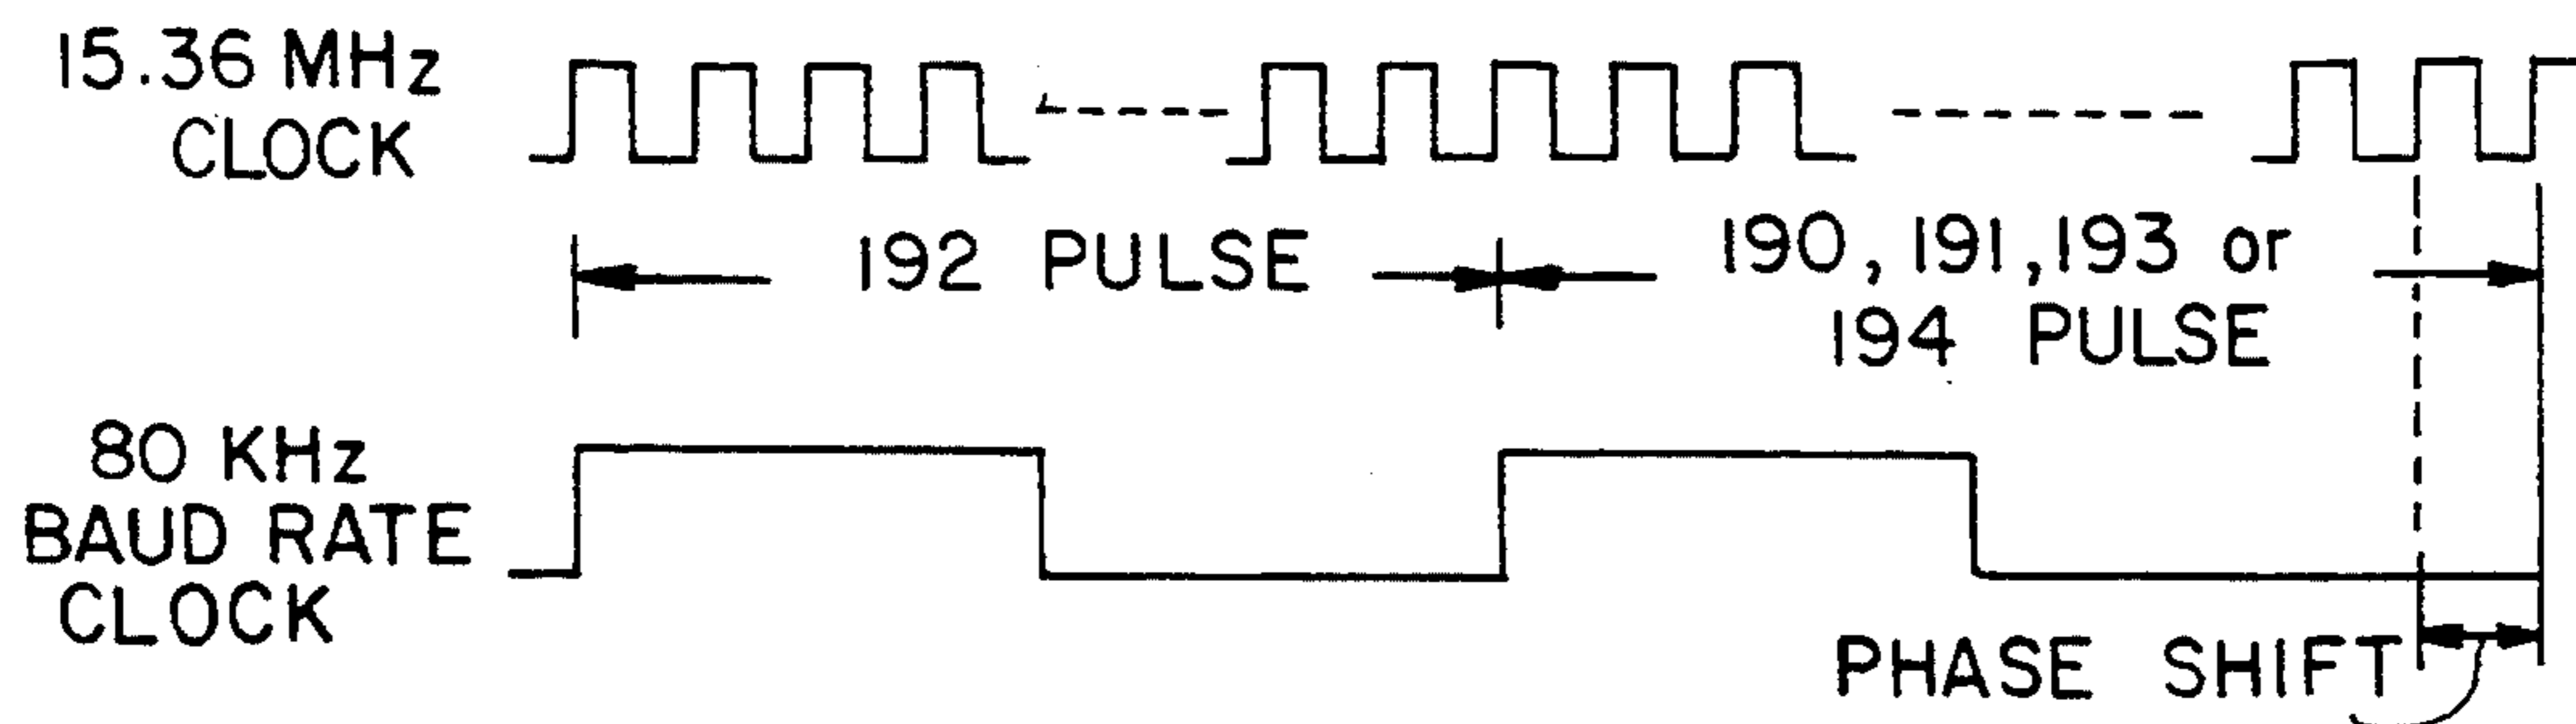 15.36 MHz
CLOCK
192 PULSE
190, 191, 193 or
194 PULSE
80 KHz
BAUD RATE
CLOCK
PHASE SHIFT